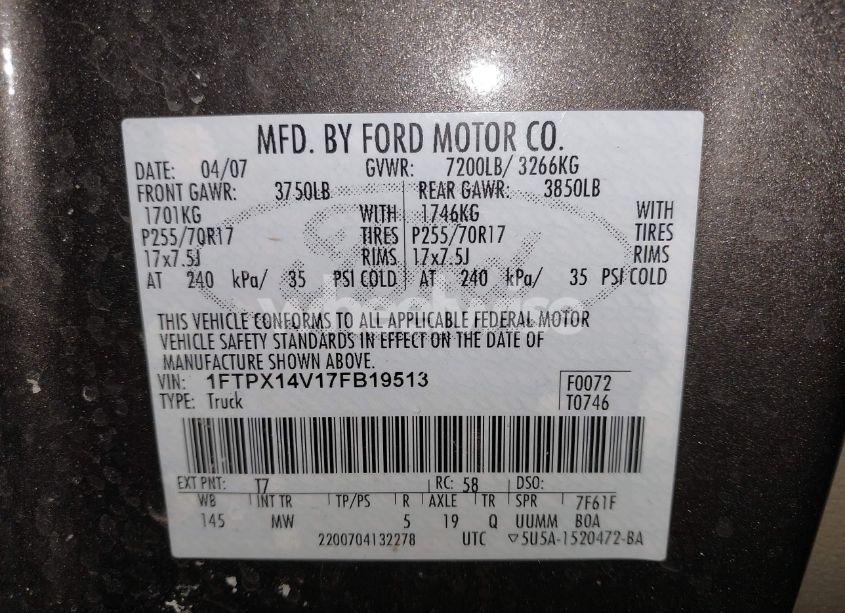 MFD. BY FORD MOTOR CO.
DATE: 04/07 GVWR: 7200LB/ 3266KG
FRONT GAWR: 3750LB REAR GAWR: 3850LB
1701KG WITH 1746KG WITH
P255/70R17 TIRES P255/70R17 TIRES
17x7.5J RIMS 17x7.5J RIMS
AT 240 kPa/ 35 PSI COLD AT 240 kPa/ 35 PSI COLD
THIS VEHICLE CONFORMS TO ALL APPLICABLE FEDERAL MOTOR
VEHICLE SAFETY STANDARDS IN EFFECT ON THE DATE OF
MANUFACTURE SHOWN ABOVE.
VIN: 1FTPX14V17FB19513 F0072
TYPE: Truck T0746
EXT PNT: T7 RC: 58 DSO:
WB INT TR TP/PS R AXLE TR SPR 7F61F
145 MW 5 19 Q UUMM BOA
2200704132278 UTC ▽5U5A-1520472-BA